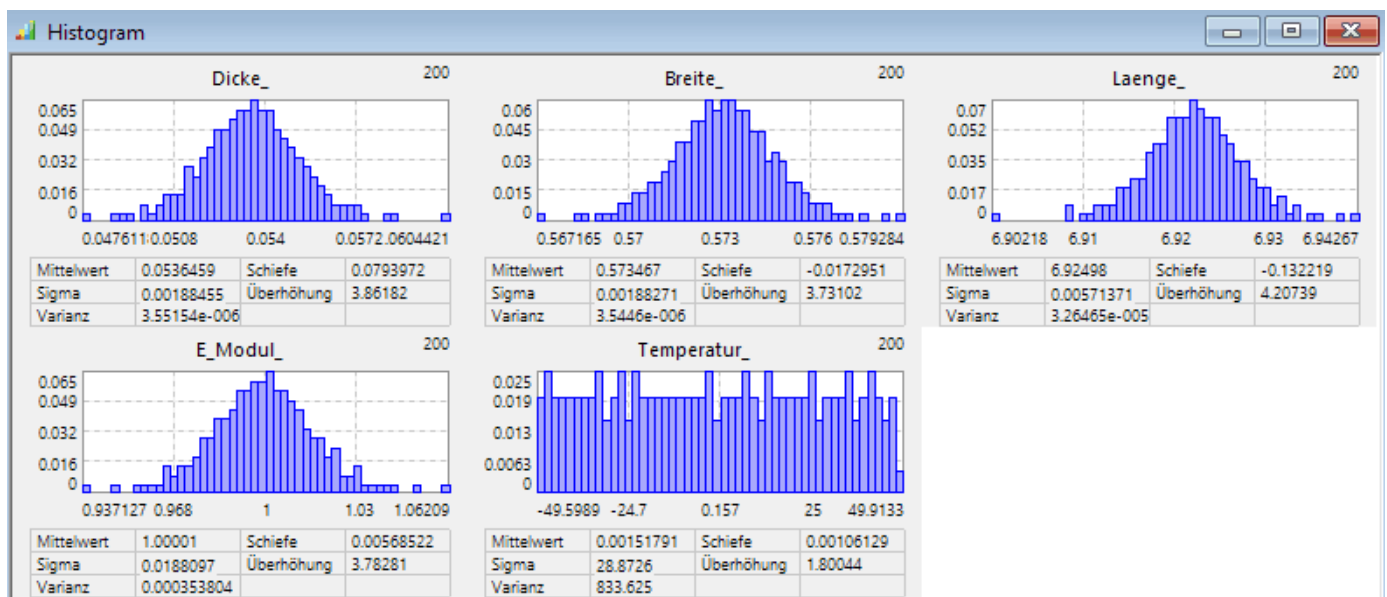 Histogram
Dicke_ 200
0.065
0.049
0.032
0.016
0
0.0508 0.054 0.0572 .0604421
Mittelwert 0.0536459 Schiefe 0.0793972
Sigma 0.00188455 Überhöhung 3.86182
Varianz 3.55154e-006
Breite_ 200
0.06
0.045
0.03
0.015
0
0.567165 0.57 0.573 0.576 0.579284
Mittelwert 0.573467 Schiefe -0.0172951
Sigma 0.00188271 Überhöhung 3.73102
Varianz 3.5446e-006
Laenge_ 200
0.07
0.052
0.035
0.017
0
6.90218 6.91 6.92 6.93 6.94267
Mittelwert 6.92498 Schiefe -0.132219
Sigma 0.00571371 Überhöhung 4.20739
Varianz 3.26465e-005
E_Modul_ 200
0.065
0.049
0.032
0.016
0
0.937127 0.968 1 1.03 1.06209
Mittelwert 1.00001 Schiefe 0.00568522
Sigma 0.0188097 Überhöhung 3.78281
Varianz 0.000353804
Temperatur_ 200
0.025
0.019
0.013
0.0063
0
-49.5989 -24.7 0.157 25 49.9133
Mittelwert 0.00151791 Schiefe 0.00106129
Sigma 28.8726 Überhöhung 1.80044
Varianz 833.625